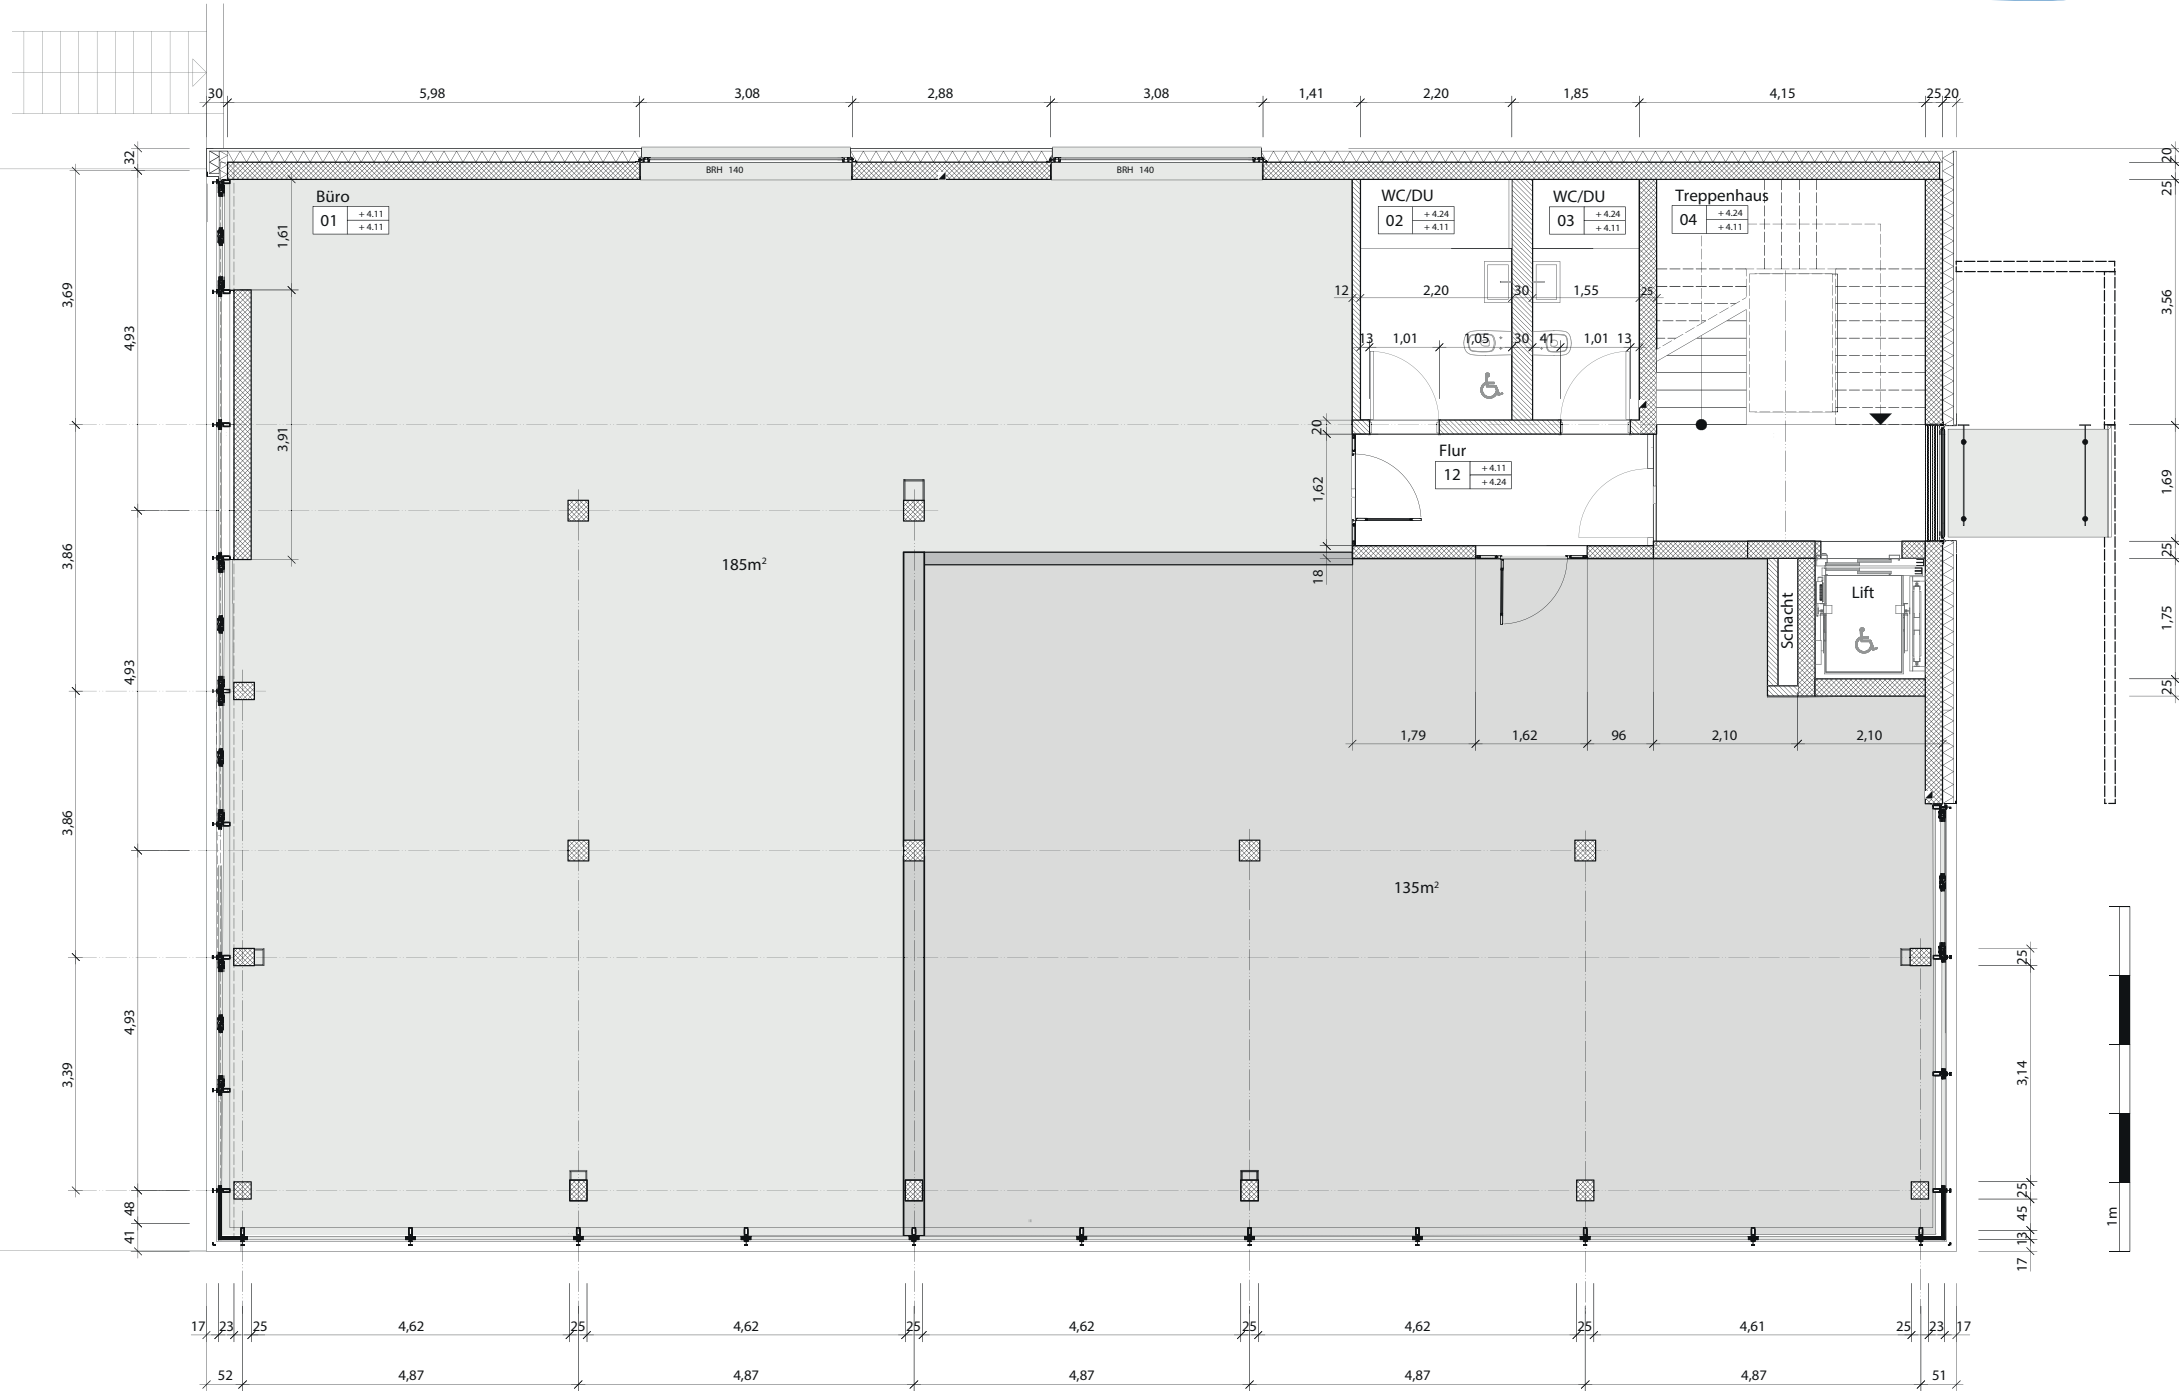 30 5,98 3,08 2,88 3,08 1,41 2,20 1,85 4,15 25 20
32
20
25
BRH 140
BRH 140
Büro
01 + 4.11
+ 4.11
WC/DU
02 + 4.24
+ 4.11
WC/DU
03 + 4.24
+ 4.11
Treppenhaus
04 + 4.24
+ 4.11
1,61
3,69
4,93
3,91
12 2,20 30 1,55 25
3,56
13 1,01 1,05 30 41 1,01 13
20
Flur
12 + 4.11
+ 4.24
1,62
1,69
3,86
185m²
18
25
Schacht
Lift
1,75
4,93
25
1,79 1,62 96 2,10 2,10
3,86
135m²
25
4,93
3,39
3,14
25
48
45
41
13
17
1m
17 23 25 4,62 25 4,62 25 4,62 25 4,62 25 4,61 25 23 17
52 4,87 4,87 4,87 4,87 4,87 51